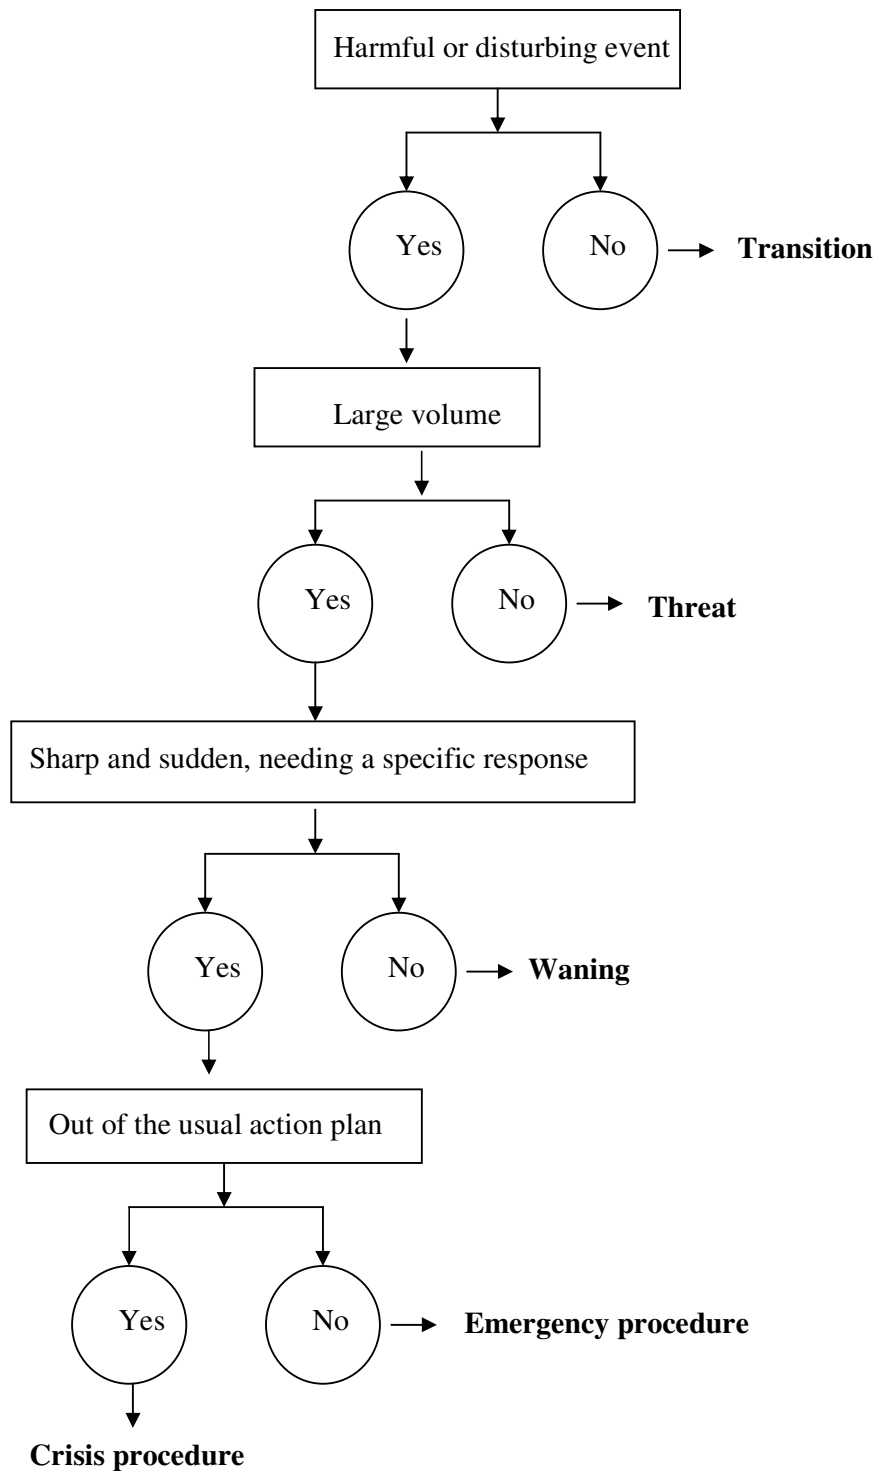 Harmful or disturbing event
Yes
No
Transition
Large volume
Yes
No
Threat
Sharp and sudden, needing a specific response
Yes
No
Waning
Out of the usual action plan
Yes
No
Emergency procedure
Crisis procedure